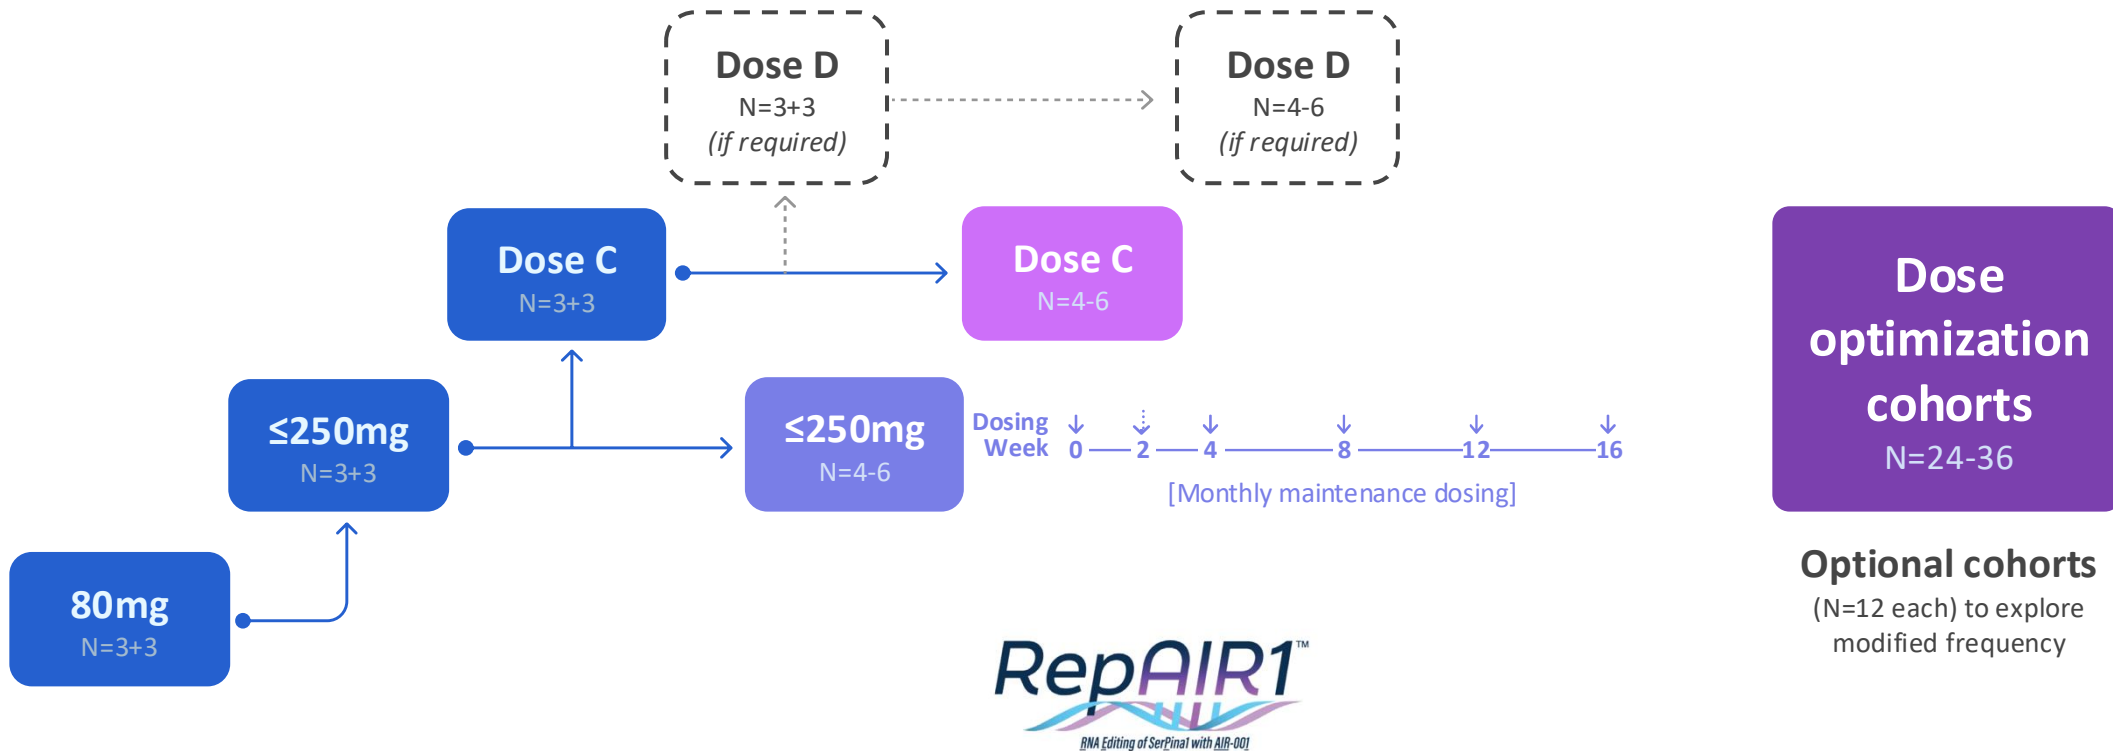 Dose D
N=3+3
(if required)
Dose D
N=4-6
(if required)
Dose C
N=3+3
Dose C
N=4-6
Dose
optimization
cohorts
N=24-36
≤250mg
N=3+3
≤250mg
N=4-6
Dosing
Week 0 2 4 8 12 16
[Monthly maintenance dosing]
80mg
N=3+3
Optional cohorts
(N=12 each) to explore
modified frequency
RepAIR1™
RNA Editing of SerPina1 with AIR-001